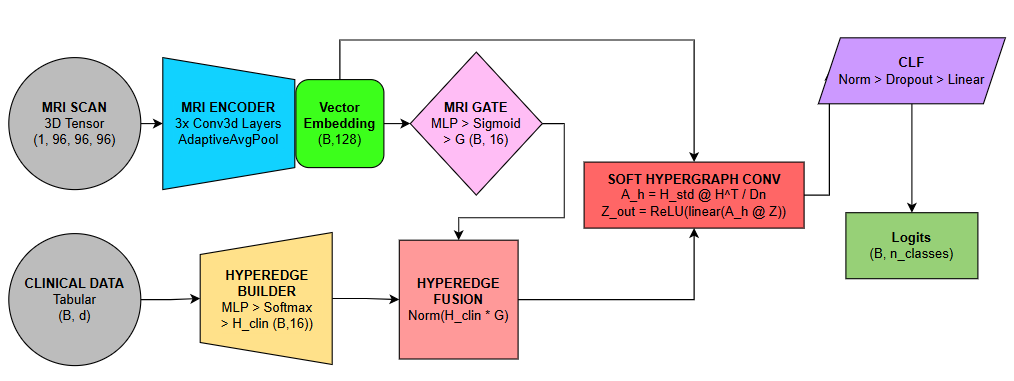 MRI SCAN
3D Tensor
(1, 96, 96, 96)
MRI ENCODER
3x Conv3d Layers
AdaptiveAvgPool
Vector
Embedding
(B,128)
MRI GATE
MLP > Sigmoid
> G (B, 16)
SOFT HYPERGRAPH CONV
A_h = H_std @ H^T / Dn
Z_out = ReLU(linear(A_h @ Z))
CLF
Norm > Dropout > Linear
Logits
(B, n_classes)
CLINICAL DATA
Tabular
(B, d)
HYPEREDGE
BUILDER
MLP > Softmax
> H_clin (B,16))
HYPEREDGE
FUSION
Norm(H_clin * G)